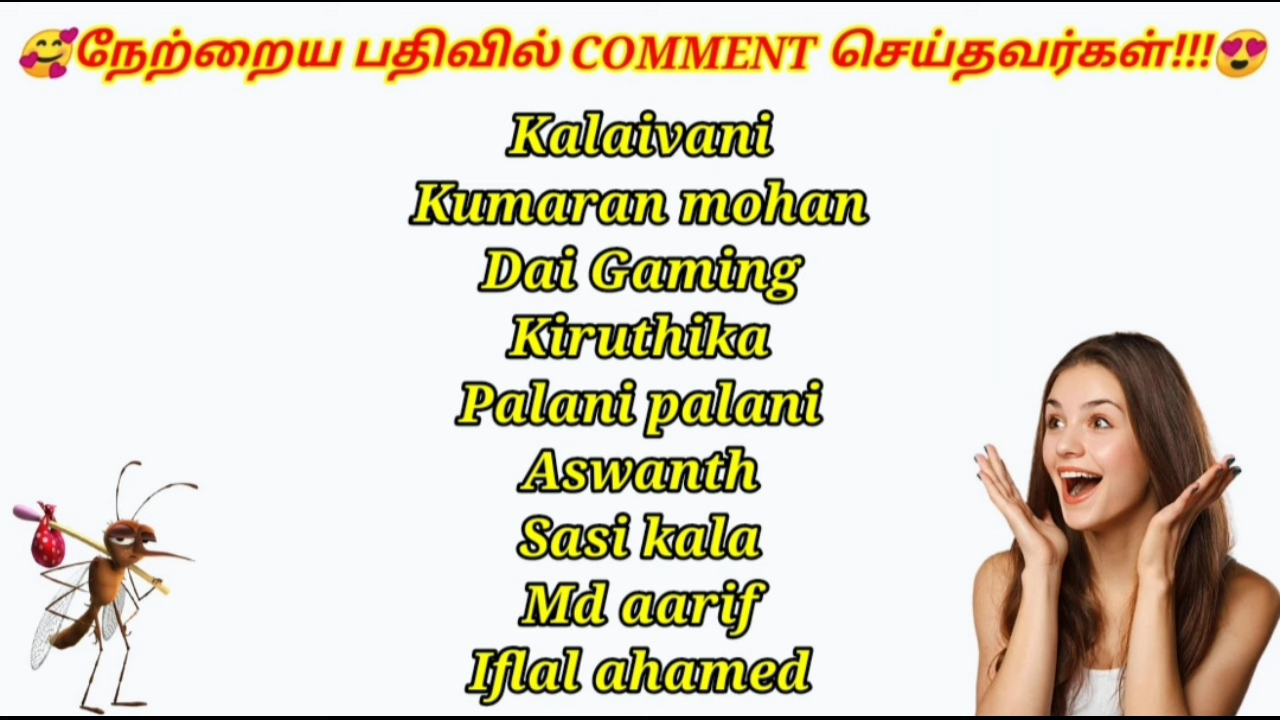 🥰நேற்றைய பதிவில் COMMENT செய்தவர்கள்!!!😍
Kalaivani
Kumaran mohan
Dai Gaming
Kiruthika
Palani palani
Aswanth
Sasi kala
Md aarif
Iflal ahamed